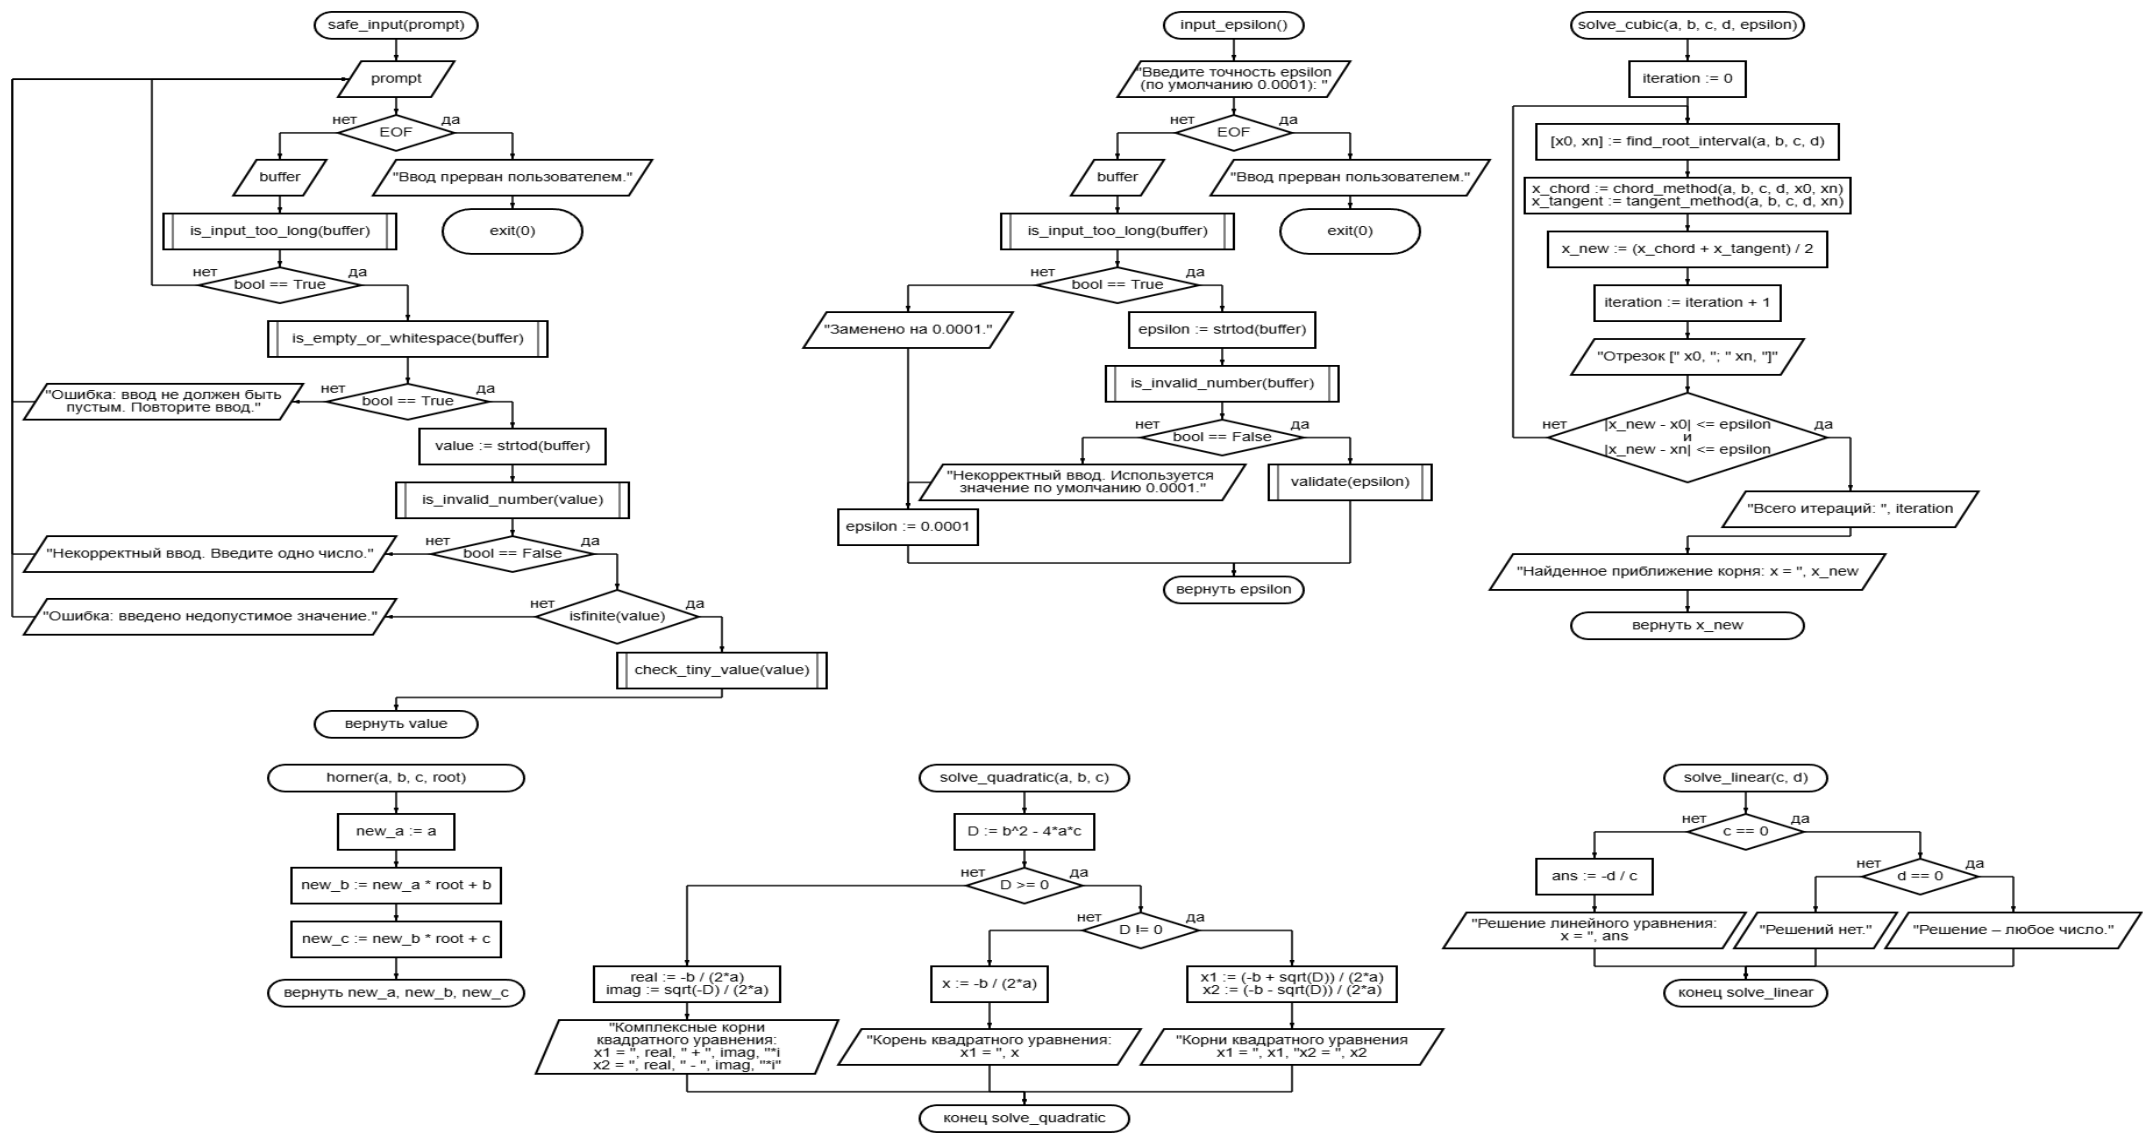 safe_input(prompt)
prompt
нет
да
EOF
buffer
"Ввод прерван пользователем."
is_input_too_long(buffer)
exit(0)
нет
да
bool == True
is_empty_or_whitespace(buffer)
нет
да
"Ошибка: ввод не должен быть
пустым. Повторите ввод."
bool == True
value := strtod(buffer)
is_invalid_number(value)
нет
да
"Некорректный ввод. Введите одно число."
bool == False
нет
да
"Ошибка: введено недопустимое значение."
isfinite(value)
check_tiny_value(value)
вернуть value
input_epsilon()
"Введите точность epsilon
(по умолчанию 0.0001): "
нет
да
EOF
buffer
"Ввод прерван пользователем."
is_input_too_long(buffer)
exit(0)
нет
да
bool == True
"Заменено на 0.0001."
epsilon := strtod(buffer)
is_invalid_number(buffer)
нет
да
bool == False
"Некорректный ввод. Используется
значение по умолчанию 0.0001."
validate(epsilon)
epsilon := 0.0001
вернуть epsilon
solve_cubic(a, b, c, d, epsilon)
iteration := 0
[x0, xn] := find_root_interval(a, b, c, d)
x_chord := chord_method(a, b, c, d, x0, xn)
x_tangent := tangent_method(a, b, c, d, xn)
x_new := (x_chord + x_tangent) / 2
iteration := iteration + 1
"Отрезок [" x0, "; " xn, "]"
нет
да
|x_new - x0| <= epsilon
и
|x_new - xn| <= epsilon
"Всего итераций: ", iteration
"Найденное приближение корня: x = ", x_new
вернуть x_new
horner(a, b, c, root)
new_a := a
new_b := new_a * root + b
new_c := new_b * root + c
вернуть new_a, new_b, new_c
solve_quadratic(a, b, c)
D := b^2 - 4*a*c
нет
да
D >= 0
нет
да
D != 0
real := -b / (2*a)
imag := sqrt(-D) / (2*a)
x := -b / (2*a)
x1 := (-b + sqrt(D)) / (2*a)
x2 := (-b - sqrt(D)) / (2*a)
"Комплексные корни
квадратного уравнения:
x1 = ", real, " + ", imag, "*i
x2 = ", real, " - ", imag, "*i"
"Корень квадратного уравнения:
x1 = ", x
"Корни квадратного уравнения
x1 = ", x1, "x2 = ", x2
конец solve_quadratic
solve_linear(c, d)
нет
да
c == 0
ans := -d / c
нет
да
d == 0
"Решение линейного уравнения:
x = ", ans
"Решений нет."
"Решение – любое число."
конец solve_linear